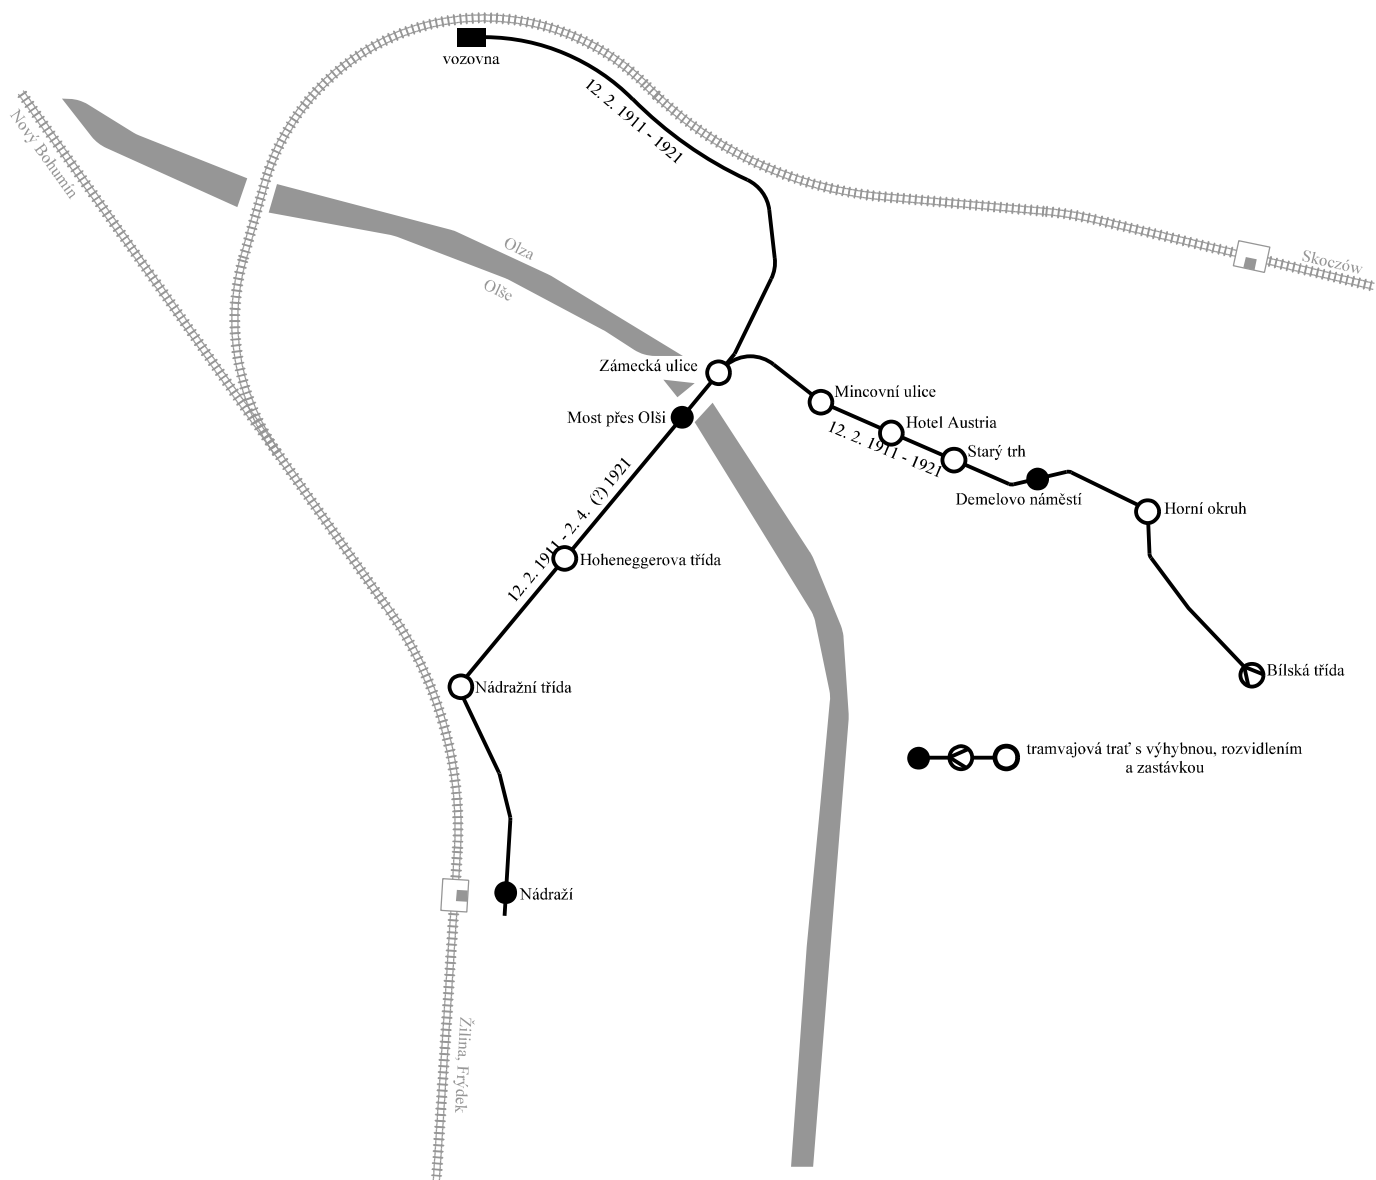 vozovna
12. 2. 1911 - 1921
Nový Bohumín
Olza
Olše
Skoczów
Zámecká ulice
Mincovní ulice
Most přes Olši
Hotel Austria
12. 2. 1911 - 1921
Starý trh
Demelovo náměstí
Horní okruh
12. 2. 1911 - 2. 4. (?) 1921
Hoheneggerova třída
Bílská třída
Nádražní třída
tramvajová trať s výhybnou, rozvidlením
a zastávkou
Nádraží
Žilina, Frýdek